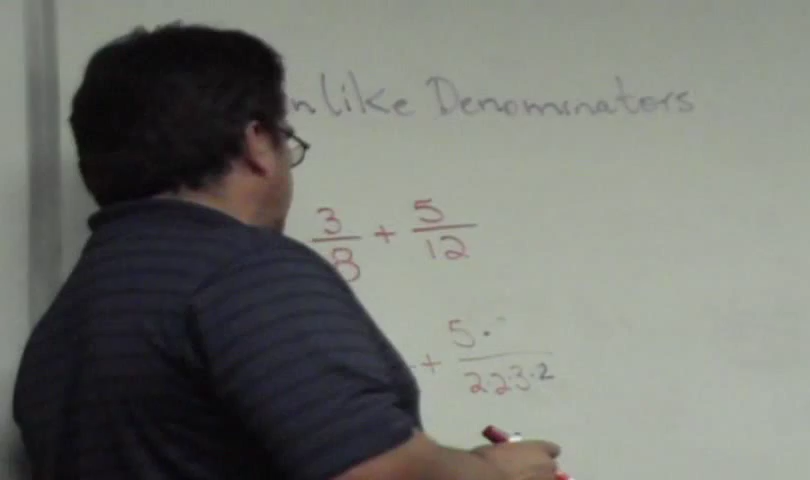 nlike Denominators
3/8 + 5/12
+ 5·/2·2·3·2